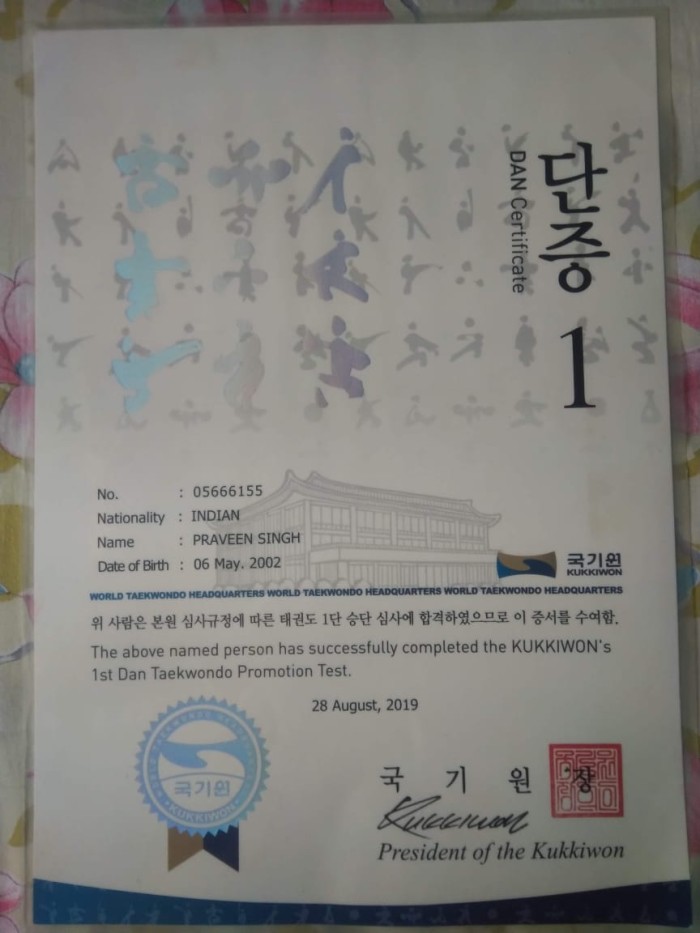 단증 1
DAN Certificate
No. : 05666155
Nationality : INDIAN
Name : PRAVEEN SINGH
Date of Birth : 06 May. 2002
국기원
KUKKIWON
WORLD TAEKWONDO HEADQUARTERS WORLD TAEKWONDO HEADQUARTERS WORLD TAEKWONDO HEADQUARTERS
위 사람은 본원 심사규정에 따른 태권도 1단 승단 심사에 합격하였으므로 이 증서를 수여함.
The above named person has successfully completed the KUKKIWON's
1st Dan Taekwondo Promotion Test.
28 August, 2019
국기원
KUKKIWON
국 기 원 장
Kukkiwon
President of the Kukkiwon